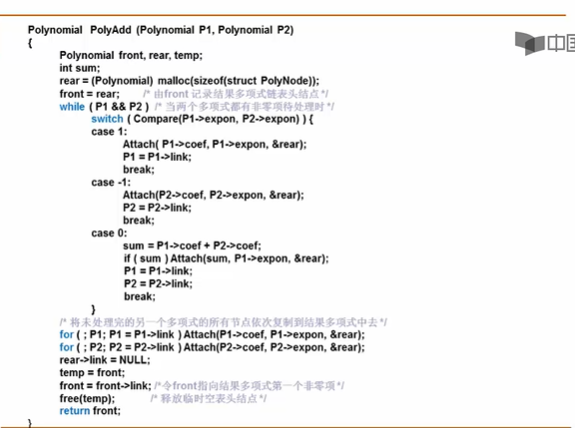 Polynomial PolyAdd (Polynomial P1, Polynomial P2)
{
Polynomial front, rear, temp;
int sum;
rear = (Polynomial) malloc(sizeof(struct PolyNode));
front = rear; /* 由front 记录结果多项式链表头结点*/
while ( P1 && P2 ) /* 当两个多项式都有非零项待处理时*/
switch ( Compare(P1->expon, P2->expon) ) {
case 1:
Attach( P1->coef, P1->expon, &rear);
P1 = P1->link;
break;
case -1:
Attach(P2->coef, P2->expon, &rear);
P2 = P2->link;
break;
case 0:
sum = P1->coef + P2->coef;
if ( sum ) Attach(sum, P1->expon, &rear);
P1 = P1->link;
P2 = P2->link;
break;
}
/* 将未处理完的另一个多项式的所有节点依次复制到结果多项式中去*/
for ( ; P1; P1 = P1->link ) Attach(P1->coef, P1->expon, &rear);
for ( ; P2; P2 = P2->link ) Attach(P2->coef, P2->expon, &rear);
rear->link = NULL;
temp = front;
front = front->link; /*令front指向结果多项式第一个非零项*/
free(temp); /* 释放临时空表头结点*/
return front;
}
中国